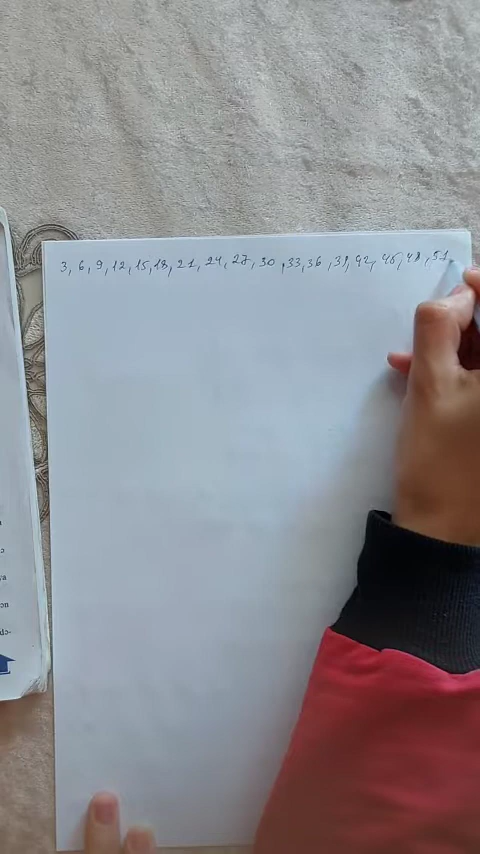 3, 6, 9, 12, 15, 18, 21, 24, 27, 30, 33, 36, 39, 42, 45, 48, 51,